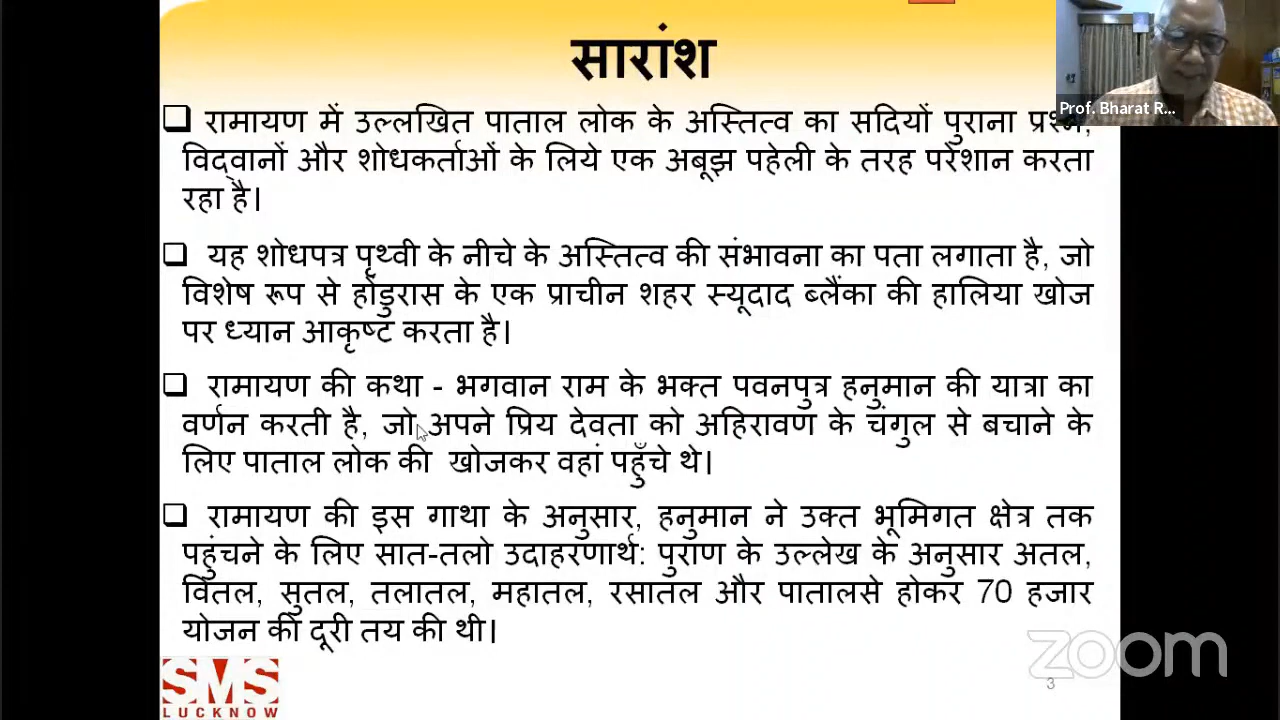 सारांश
Prof. Bharat R...
❑ रामायण में उल्लखित पाताल लोक के अस्तित्व का सदियों पुराना प्रश्न,
विद्वानों और शोधकर्ताओं के लिये एक अबूझ पहेली के तरह परेशान करता
रहा है।
❑ यह शोधपत्र पृथ्वी के नीचे के अस्तित्व की संभावना का पता लगाता है, जो
विशेष रूप से होंडुरास के एक प्राचीन शहर स्यूदाद ब्लैंका की हालिया खोज
पर ध्यान आकृष्ट करता है।
❑ रामायण की कथा - भगवान राम के भक्त पवनपुत्र हनुमान की यात्रा का
वर्णन करती है, जो अपने प्रिय देवता को अहिरावण के चंगुल से बचाने के
लिए पाताल लोक की खोजकर वहां पहुँचे थे।
❑ रामायण की इस गाथा के अनुसार, हनुमान ने उक्त भूमिगत क्षेत्र तक
पहुंचने के लिए सात-तलो उदाहरणार्थ: पुराण के उल्लेख के अनुसार अतल,
वितल, सुतल, तलातल, महातल, रसातल और पातालसे होकर 70 हजार
योजन की दूरी तय की थी।
zoom
3
SMS
LUCKNOW